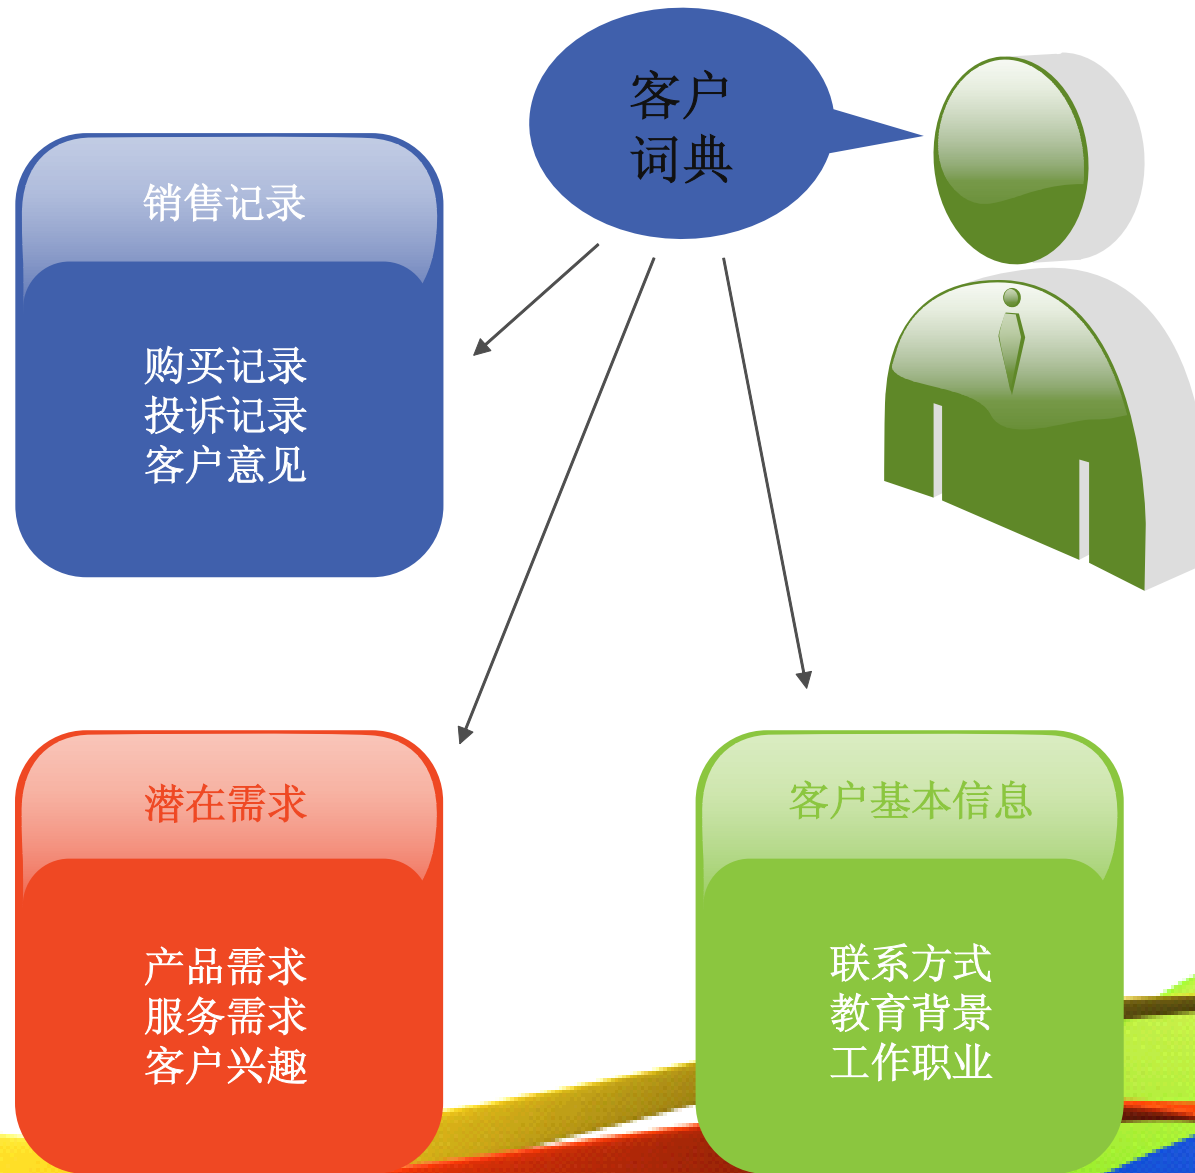 客户
词典
销售记录
购买记录
投诉记录
客户意见
潜在需求
产品需求
服务需求
客户兴趣
客户基本信息
联系方式
教育背景
工作职业